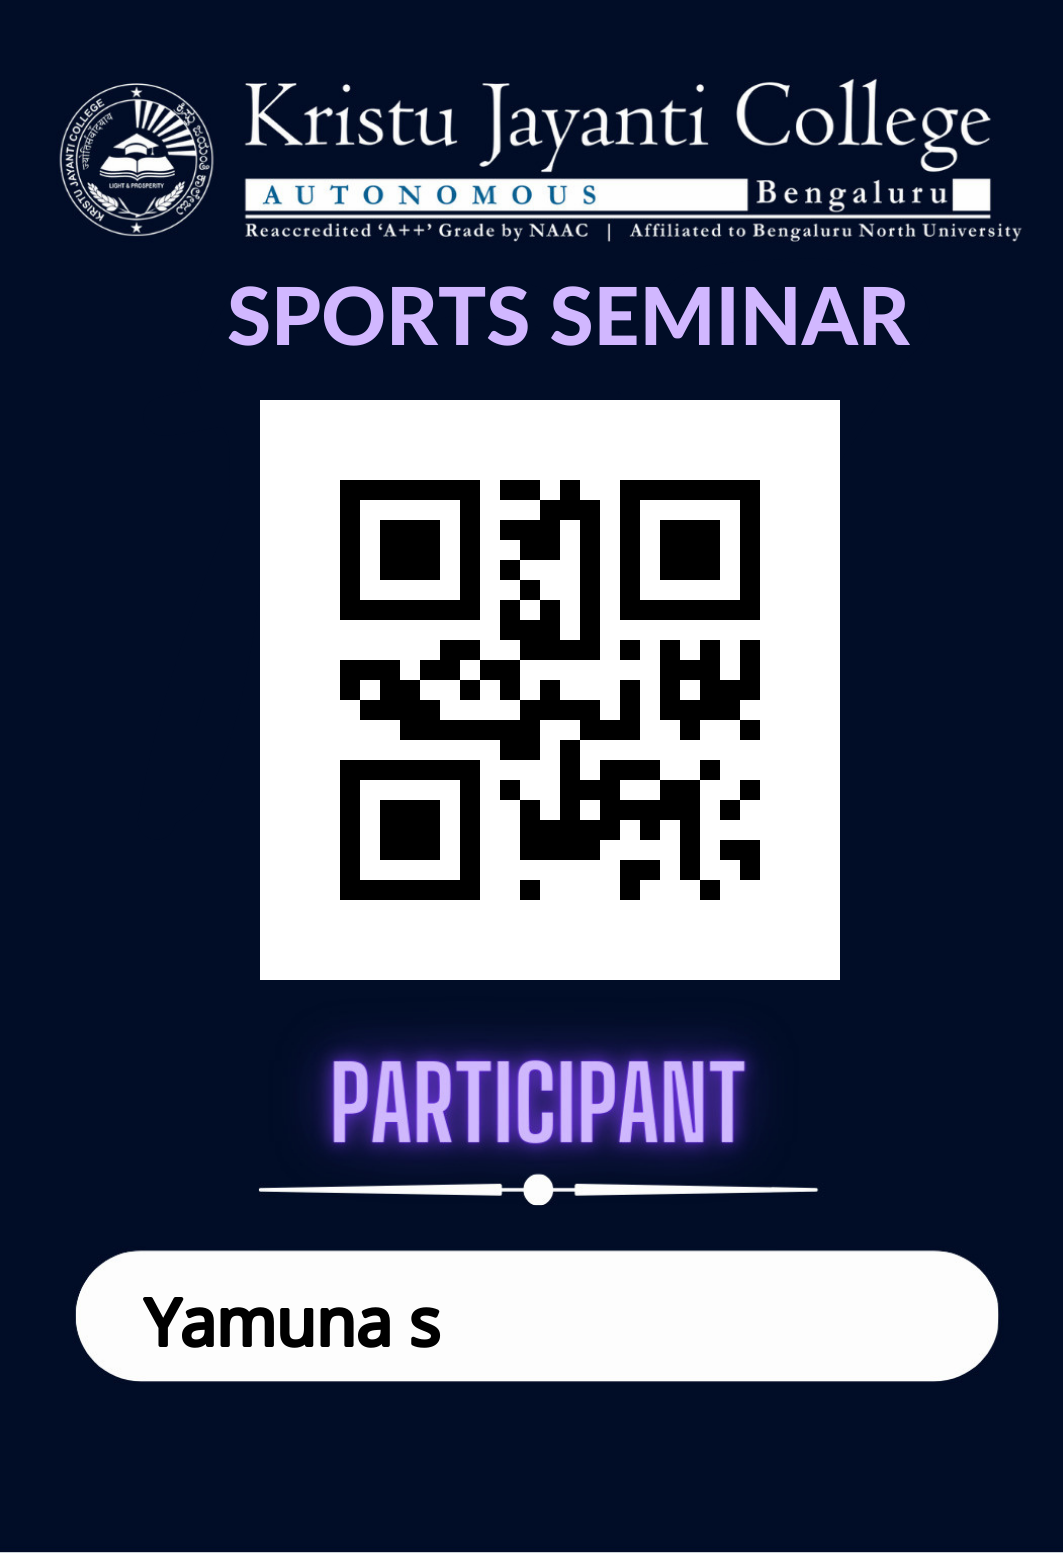 KRISTU JAYANTI COLLEGE
LIGHT & PROSPERITY
Kristu Jayanti College
AUTONOMOUS Bengaluru
Reaccredited ‘A++’ Grade by NAAC | Affiliated to Bengaluru North University
SPORTS SEMINAR
PARTICIPANT
Yamuna s